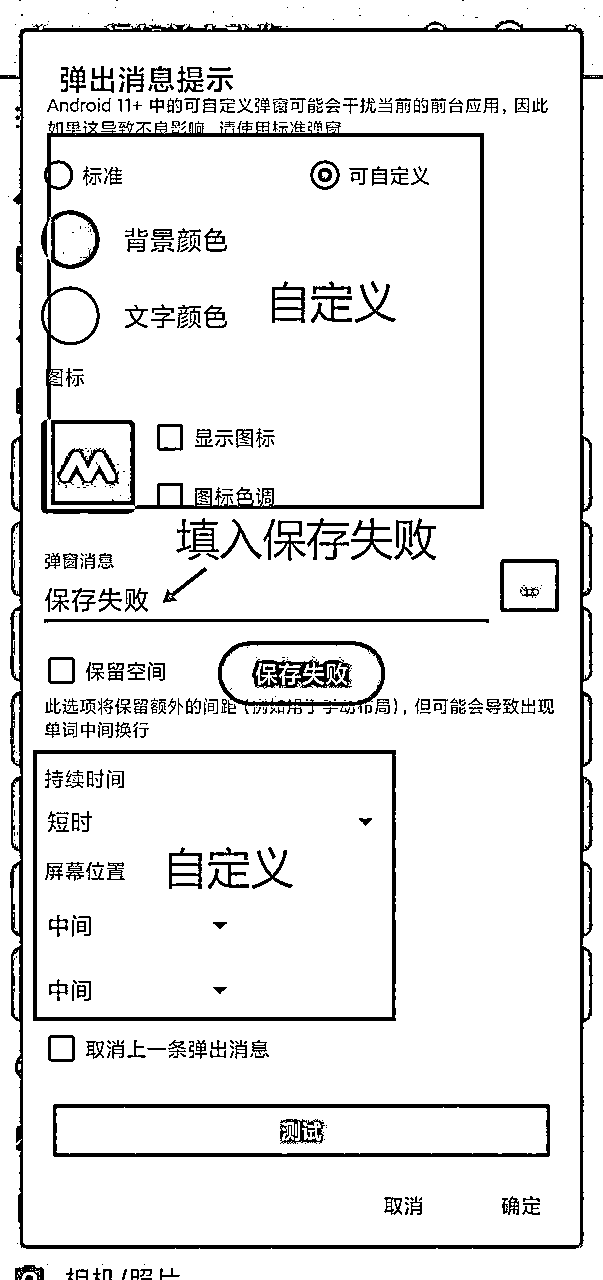 弹出消息提示
Android 11+ 中的可自定义弹窗可能会干扰当前的前台应用, 因此
如果这导致不良影响, 请使用标准弹窗
标准
可自定义
背景颜色
文字颜色
自定义
图标
显示图标
图标色调
填入保存失败
弹窗消息
保存失败
保留空间
保存失败
此选项将保留额外的间距 (例如用于手动布局), 但可能会导致出现
单词中间换行
持续时间
短时
屏幕位置
自定义
中间
中间
取消上一条弹出消息
测试
取消
确定
相机/照片